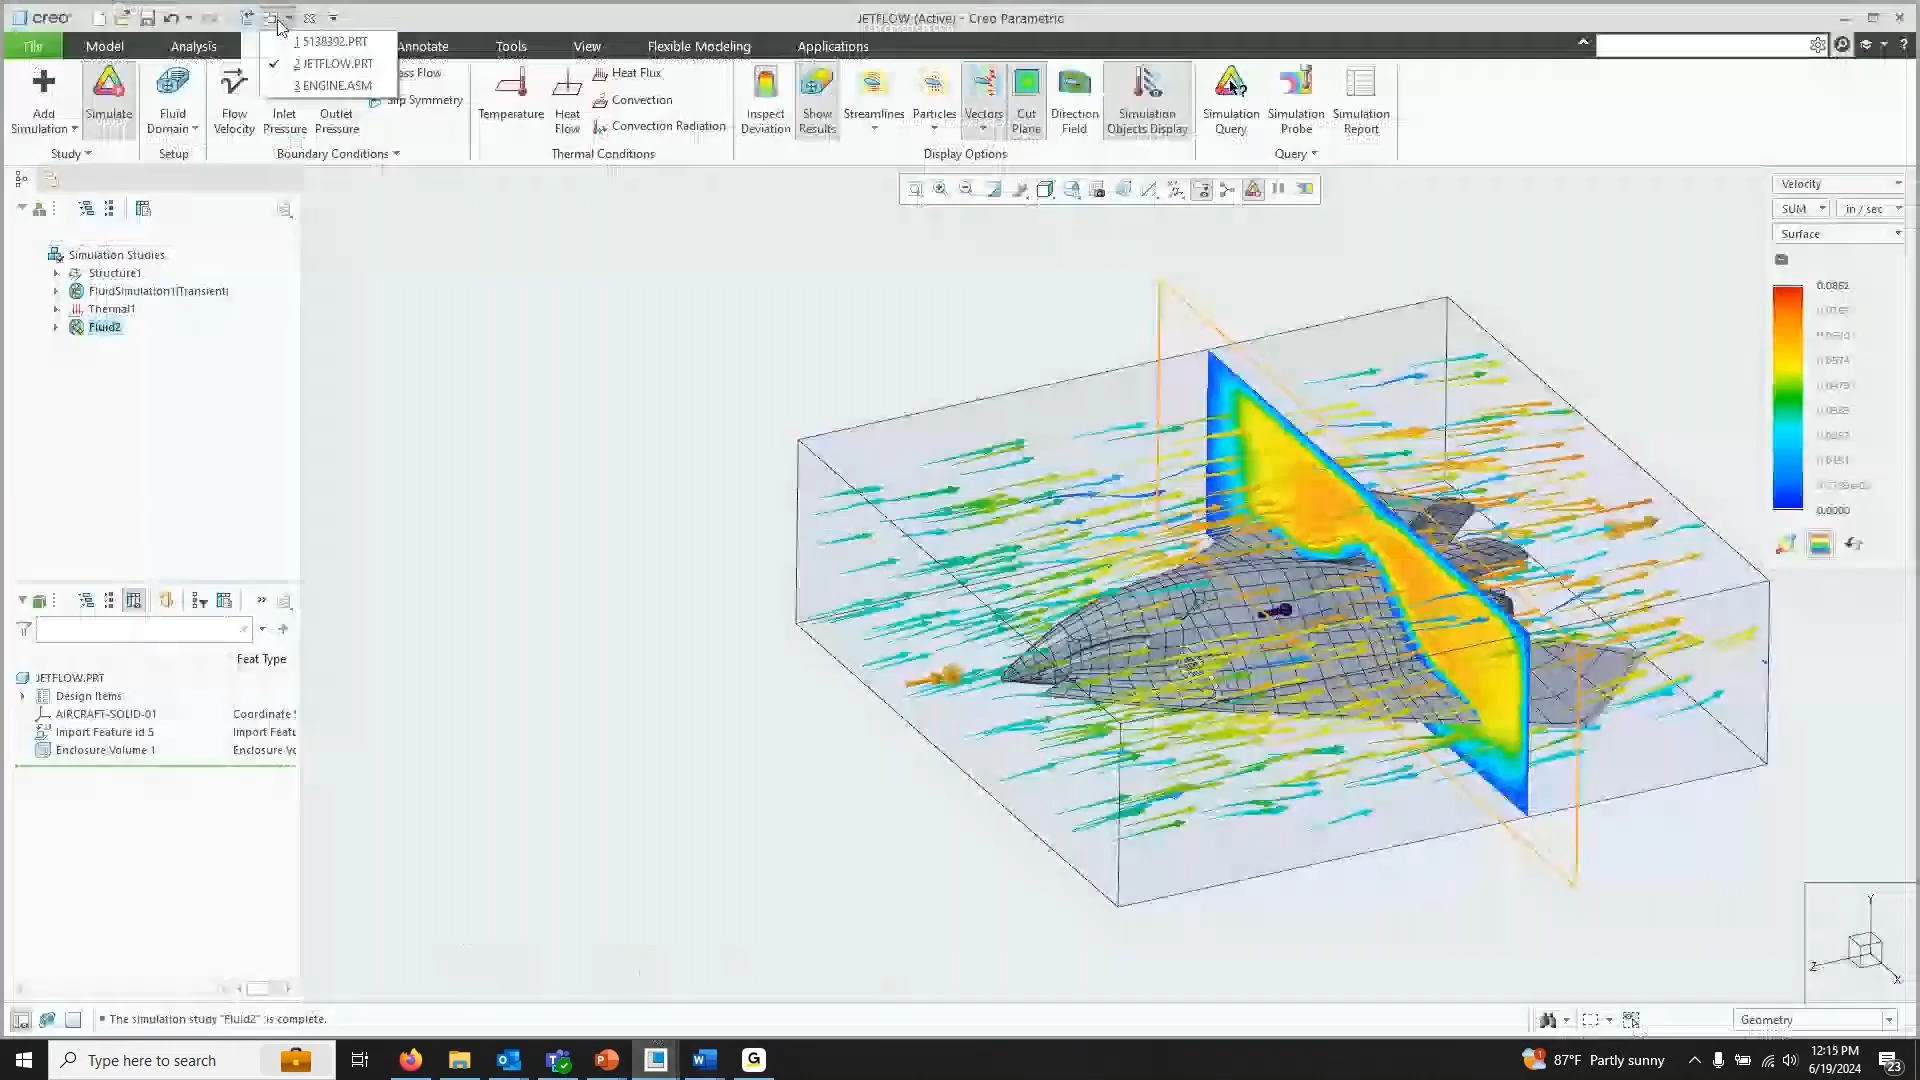 creo
JETFLOW (Active) - Creo Parametric
File
Model
Analysis
Annotate
Tools
View
Flexible Modeling
Applications
1 5138392.PRT
2 JETFLOW.PRT
3 ENGINE.ASM
Add
Simulation
Simulate
Study
Fluid
Domain
Setup
Flow
Velocity
Inlet
Pressure
Outlet
Pressure
Flow
Slip Symmetry
Boundary Conditions
Temperature
Heat
Flow
Heat Flux
Convection
Convection Radiation
Thermal Conditions
Inspect
Deviation
Show
Results
Streamlines
Particles
Vectors
Cut
Plane
Direction
Field
Simulation
Objects Display
Display Options
Simulation
Query
Simulation
Probe
Simulation
Report
Query
Simulation Studies
Structure1
FluidSimulation1(Transient)
Thermal1
Fluid2
Feat Type
JETFLOW.PRT
Design Items
AIRCRAFT-SOLID-01 Coordinate
Import Feature id 5 Import Featu
Enclosure Volume 1 Enclosure Vo
Velocity
SUM
in / sec
Surface
0.0862
0.0574
0.0000
Y
Z
X
The simulation study "Fluid2" is complete.
Geometry
Type here to search
87°F Partly sunny
12:15 PM
6/19/2024
23